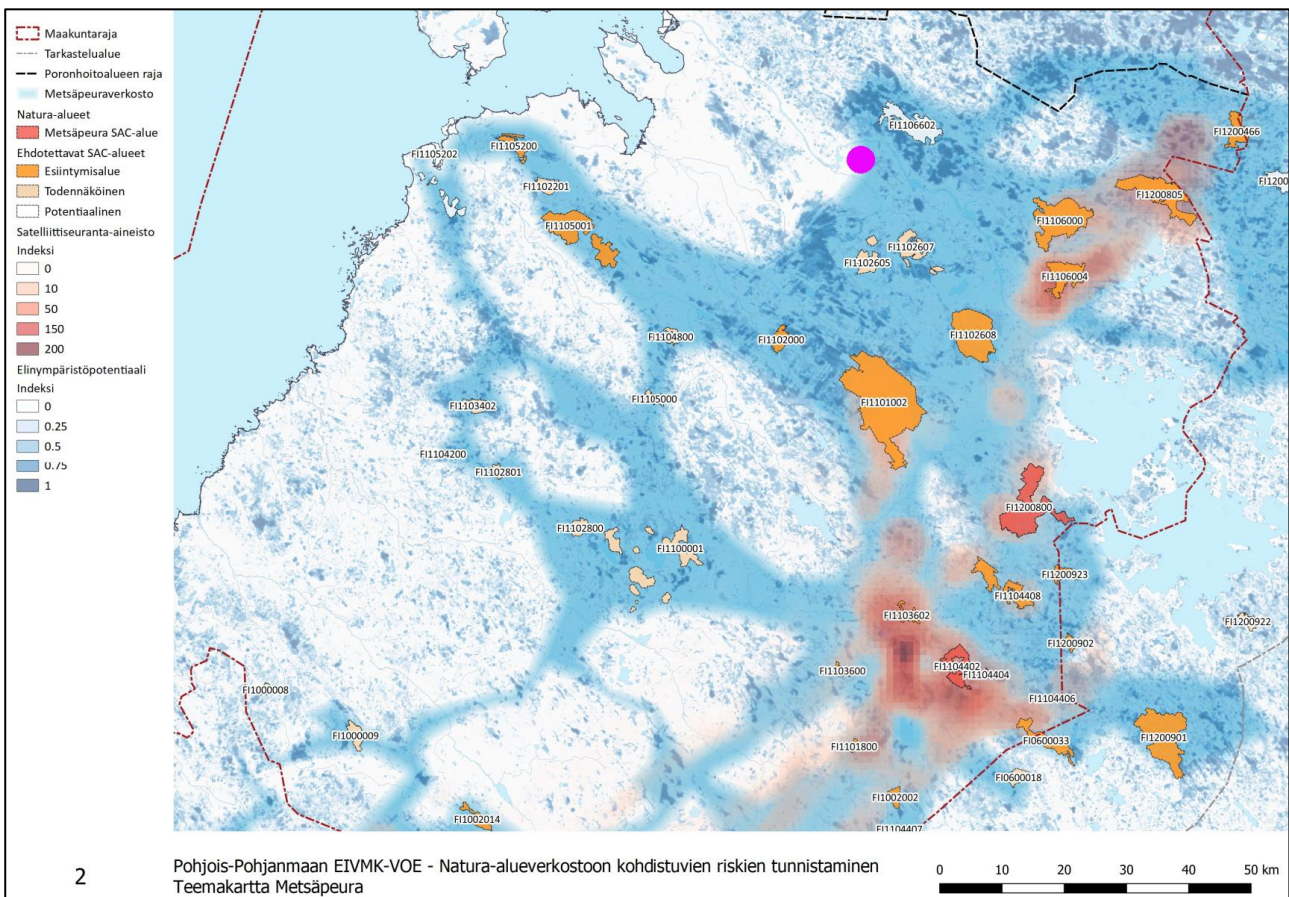 Maakuntaraja
Tarkastelualue
Poronhoitoalueen raja
Metsäpeuraverkosto
Natura-alueet
Metsäpeura SAC-alue
Ehdotettavat SAC-alueet
Esiintymisalue
Todennäköinen
Potentiaalinen
Satelliittiseuranta-aineisto
Indeksi
0
10
50
150
200
Elinympäristöpotentiaali
Indeksi
0
0.25
0.5
0.75
1
FI1106602
FI1200466
FI1105200
FI1105202
FI1102201
FI1200
FI1200805
FI1105001
FI1106000
FI1102607
FI1102605
FI1106004
FI1104800
FI1102000
FI1102608
FI1105000
FI1101002
FI1103402
FI1104200
FI1102801
FI1200800
FI1102800
FI1100001
FI1200923
FI1104408
FI1103602
FI1200922
FI1200902
FI1103600
FI1104402
FI1104404
FI1000008
FI1104406
FI1000009
FI1101800
FI0600033
FI1200901
FI0600018
FI1002002
FI1002014
FI1104407
2
Pohjois-Pohjanmaan EIVMK-VOE - Natura-alueverkostoon kohdistuvien riskien tunnistaminen
Teemakartta Metsäpeura
0 10 20 30 40 50 km